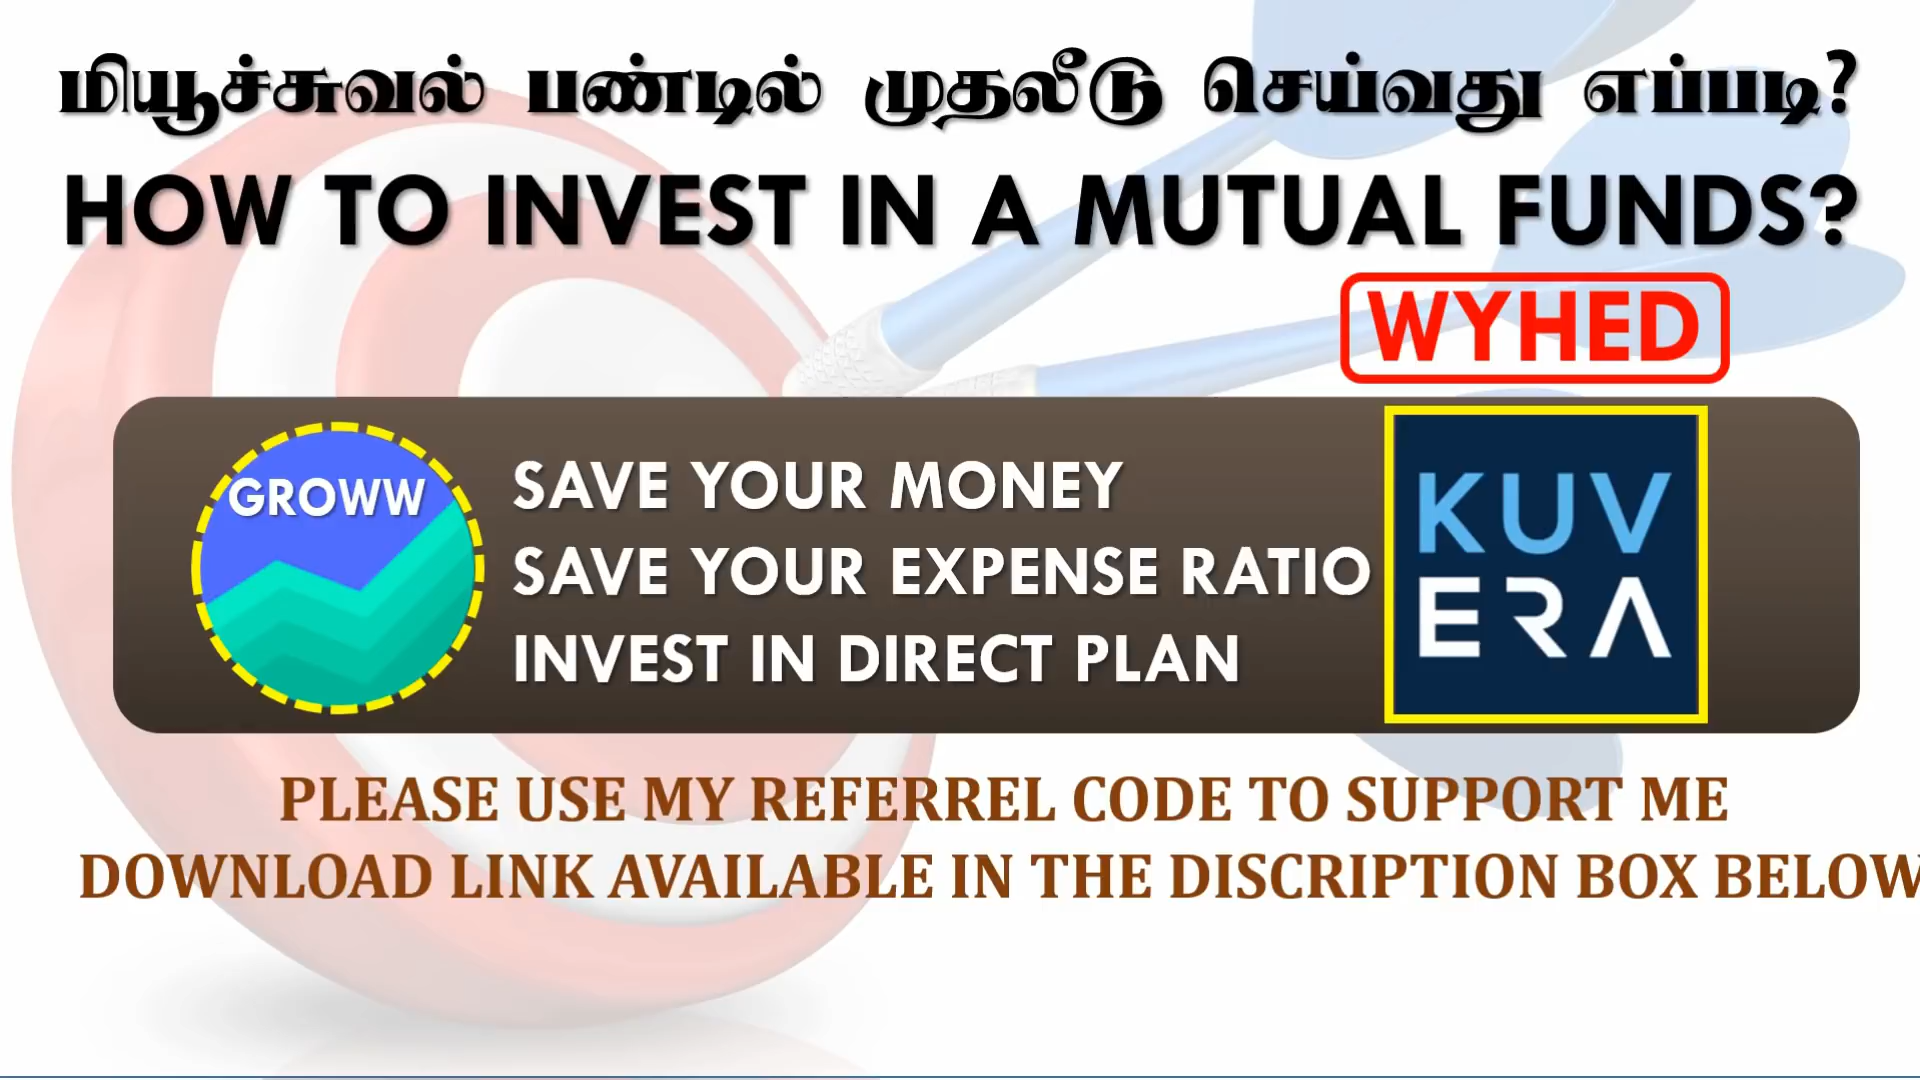 மியூச்சுவல் பண்டில் முதலீடு செய்வது எப்படி?
HOW TO INVEST IN A MUTUAL FUNDS?
WYHED
GROWW
SAVE YOUR MONEY
SAVE YOUR EXPENSE RATIO
INVEST IN DIRECT PLAN
KUV
ERA
PLEASE USE MY REFERREL CODE TO SUPPORT ME
DOWNLOAD LINK AVAILABLE IN THE DISCRIPTION BOX BELOW